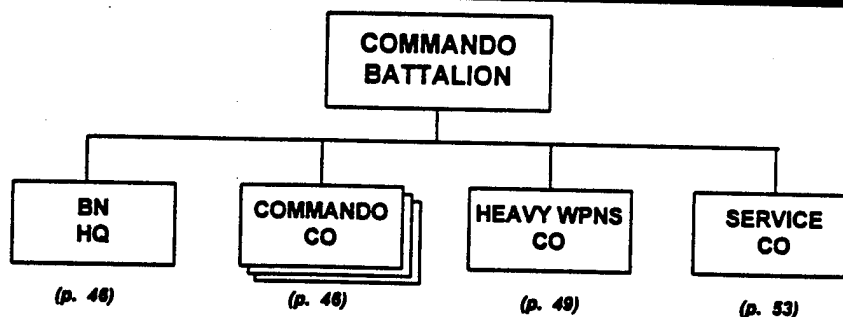 COMMANDO
BATTALION
BN
HQ
COMMANDO
CO
HEAVY WPNS
CO
SERVICE
CO
(p. 46)
(p. 46)
(p. 49)
(p. 53)